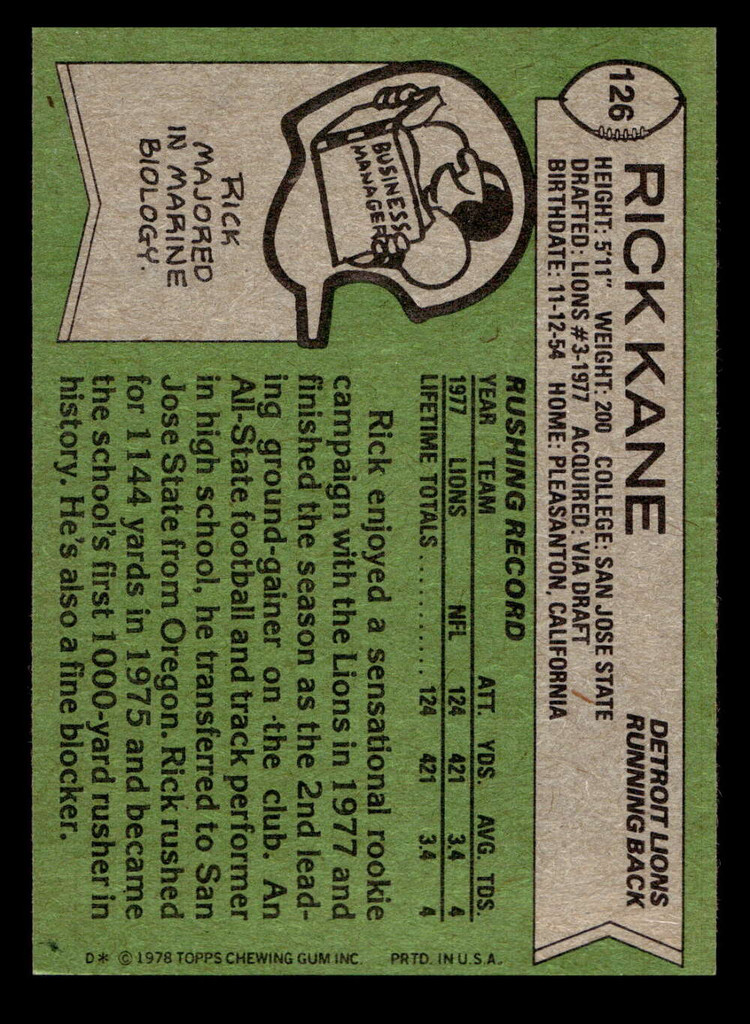 126
RICK KANE
DETROIT LIONS
RUNNING BACK
HEIGHT: 5'11" WEIGHT: 200 COLLEGE: SAN JOSE STATE
DRAFTED: LIONS #3-1977 ACQUIRED: VIA DRAFT
BIRTHDATE: 11-12-54 HOME: PLEASANTON, CALIFORNIA
BUSINESS
MANAGER
RICK
MAJORED
IN MARINE
BIOLOGY.
RUSHING RECORD
YEAR TEAM ATT. YDS. AVG. TDS.
1977 LIONS NFL 124 421 3.4 4
LIFETIME TOTALS .......... 124 421 3.4 4
Rick enjoyed a sensational rookie
campaign with the Lions in 1977 and
finished the season as the 2nd lead-
ing ground-gainer on the club. An
All-State football and track performer
in high school, he transferred to San
Jose State from Oregon. Rick rushed
for 1144 yards in 1975 and became
the school's first 1000-yard rusher in
history. He's also a fine blocker.
D* © 1978 TOPPS CHEWING GUM INC. PRTD. IN U.S.A.